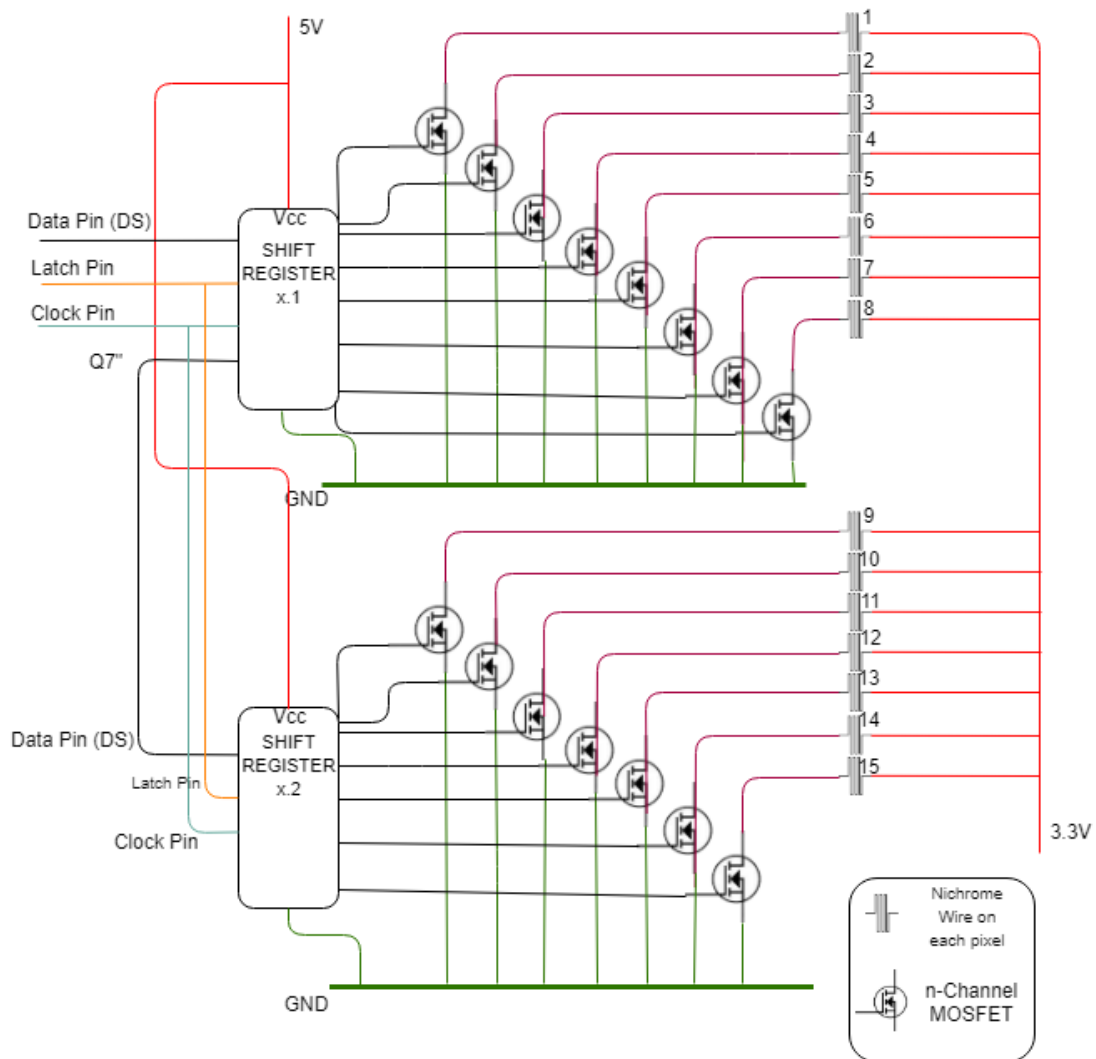 5V
1
2
3
4
5
6
7
8
Vcc
SHIFT
REGISTER
x.1
Data Pin (DS)
Latch Pin
Clock Pin
Q7"
GND
9
10
11
12
13
14
15
Vcc
SHIFT
REGISTER
x.2
Data Pin (DS)
Latch Pin
Clock Pin
3.3V
GND
Nichrome
Wire on
each pixel
n-Channel
MOSFET